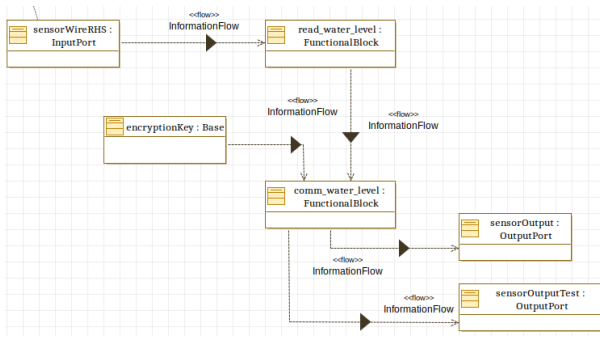 <<flow>>
InformationFlow
sensorWireRHS :
InputPort
read_water_level :
FunctionalBlock
<<flow>>
InformationFlow
<<flow>>
InformationFlow
encryptionKey : Base
comm_water_level :
FunctionalBlock
sensorOutput :
OutputPort
<<flow>>
InformationFlow
<<flow>>
InformationFlow
sensorOutputTest :
OutputPort